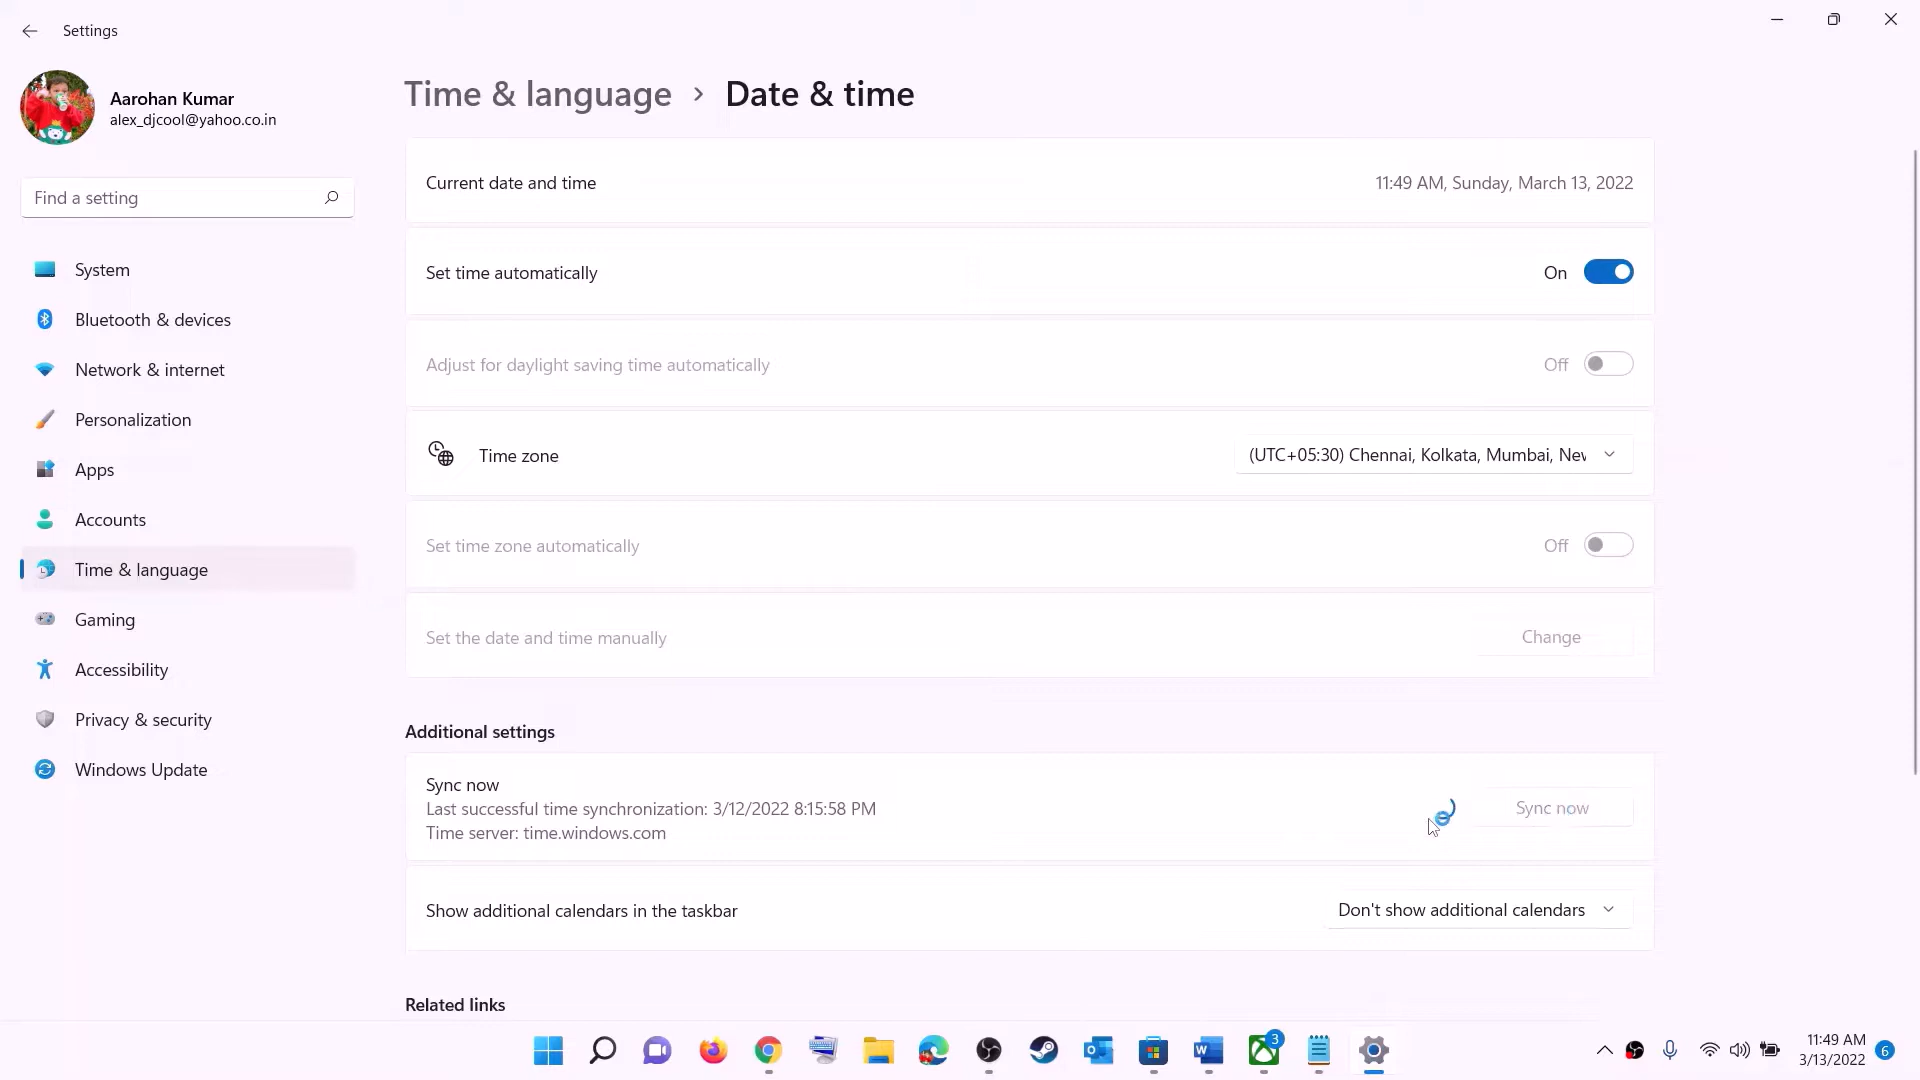 Settings
Aarohan Kumar
alex_djcool@yahoo.co.in
Find a setting
System
Bluetooth & devices
Network & internet
Personalization
Apps
Accounts
Time & language
Gaming
Accessibility
Privacy & security
Windows Update
Time & language > Date & time
Current date and time
11:49 AM, Sunday, March 13, 2022
Set time automatically
On
Adjust for daylight saving time automatically
Off
Time zone
(UTC+05:30) Chennai, Kolkata, Mumbai, Nev
Set time zone automatically
Off
Set the date and time manually
Change
Additional settings
Sync now
Last successful time synchronization: 3/12/2022 8:15:58 PM
Time server: time.windows.com
Sync now
Show additional calendars in the taskbar
Don't show additional calendars
Related links
3
11:49 AM
3/13/2022
6